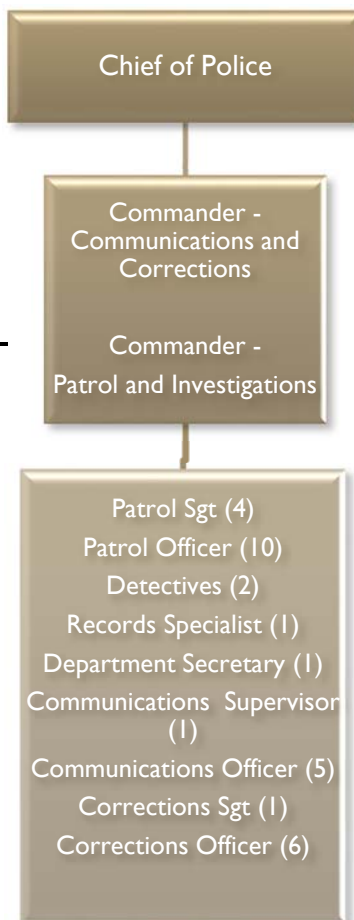 Chief of Police
Commander -
Communications and
Corrections
Commander -
Patrol and Investigations
Patrol Sgt (4)
Patrol Officer (10)
Detectives (2)
Records Specialist (1)
Department Secretary (1)
Communications Supervisor
(1)
Communications Officer (5)
Corrections Sgt (1)
Corrections Officer (6)